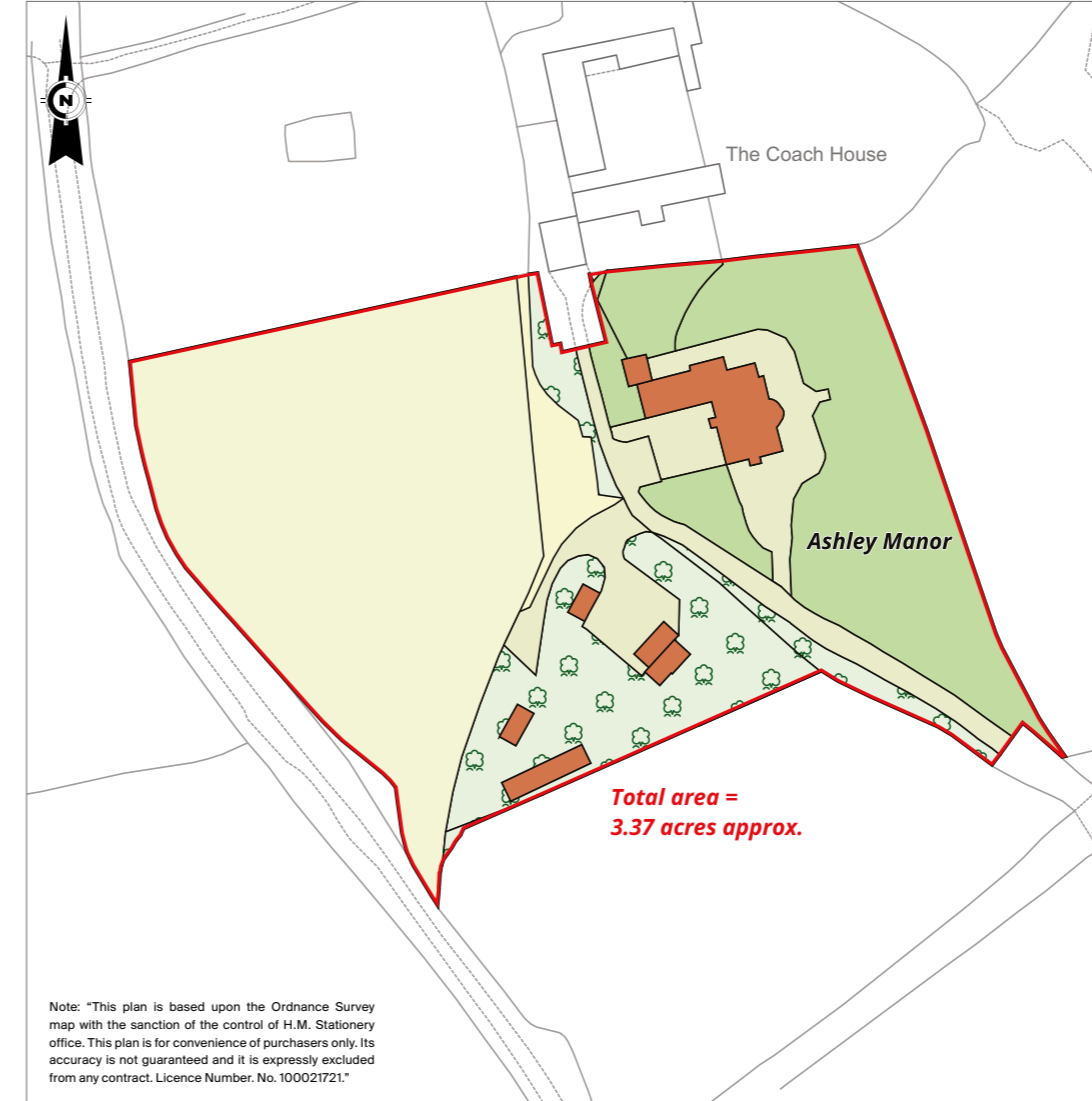 N
The Coach House
Ashley Manor
Total area =
3.37 acres approx.
Note: “This plan is based upon the Ordnance Survey
map with the sanction of the control of H.M. Stationery
office. This plan is for convenience of purchasers only. Its
accuracy is not guaranteed and it is expressly excluded
from any contract. Licence Number. No. 100021721.”